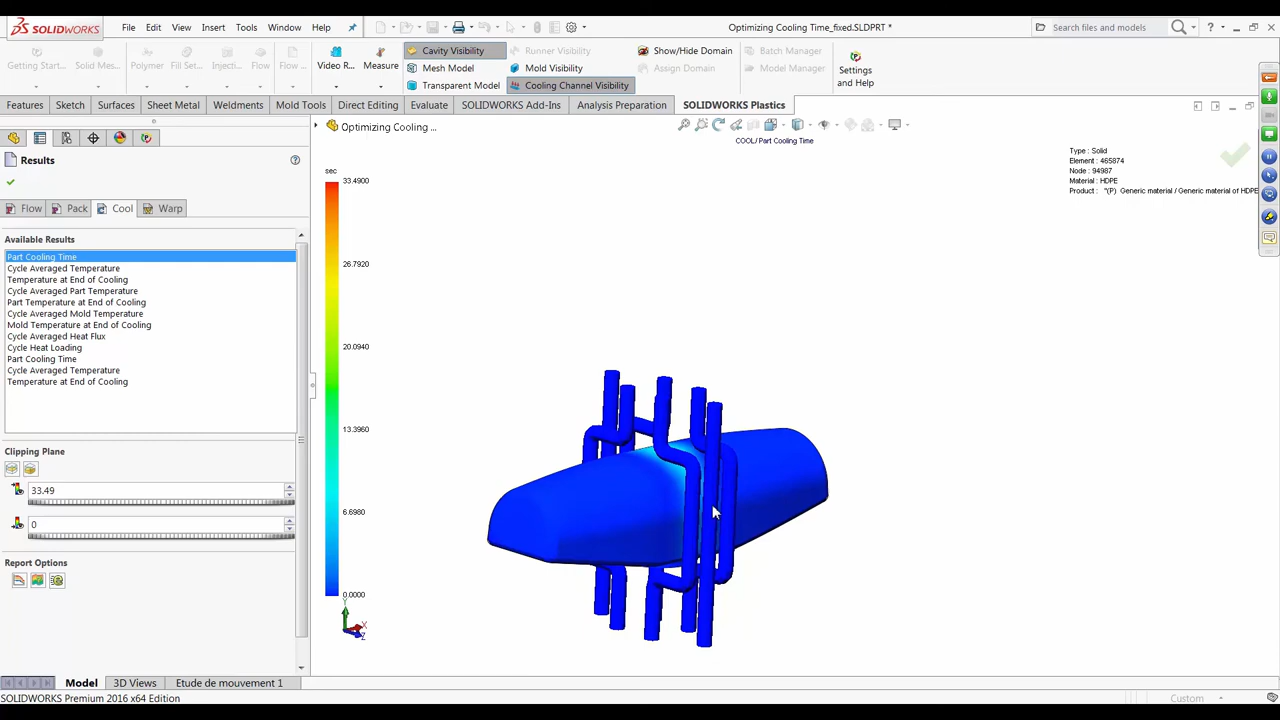 SOLIDWORKS
File Edit View Insert Tools Window Help
Optimizing Cooling Time_fixed.SLDPRT *
Search files and models
Getting Start...
Solid Mes...
Polymer
Fill Set...
Injecti...
Flow
Flow ...
Video R...
Measure
Cavity Visibility
Mesh Model
Transparent Model
Runner Visibility
Mold Visibility
Cooling Channel Visibility
Show/Hide Domain
Assign Domain
Batch Manager
Model Manager
Settings
and Help
Features Sketch Surfaces Sheet Metal Weldments Mold Tools Direct Editing Evaluate SOLIDWORKS Add-Ins Analysis Preparation SOLIDWORKS Plastics
Optimizing Cooling ...
COOL/ Part Cooling Time
Results
Flow Pack Cool Warp
Available Results
Part Cooling Time
Cycle Averaged Temperature
Temperature at End of Cooling
Cycle Averaged Part Temperature
Part Temperature at End of Cooling
Cycle Averaged Mold Temperature
Mold Temperature at End of Cooling
Cycle Averaged Heat Flux
Cycle Heat Loading
Part Cooling Time
Cycle Averaged Temperature
Temperature at End of Cooling
Clipping Plane
33.49
0
Report Options
sec
33.4900
26.7920
20.0940
13.3960
6.6980
0.0000
Y
X
Z
Type : Solid
Element : 465874
Node : 94987
Material : HDPE
Product : "(P) Generic material / Generic material of HDPE
Model 3D Views Etude de mouvement 1
SOLIDWORKS Premium 2016 x64 Edition
Custom